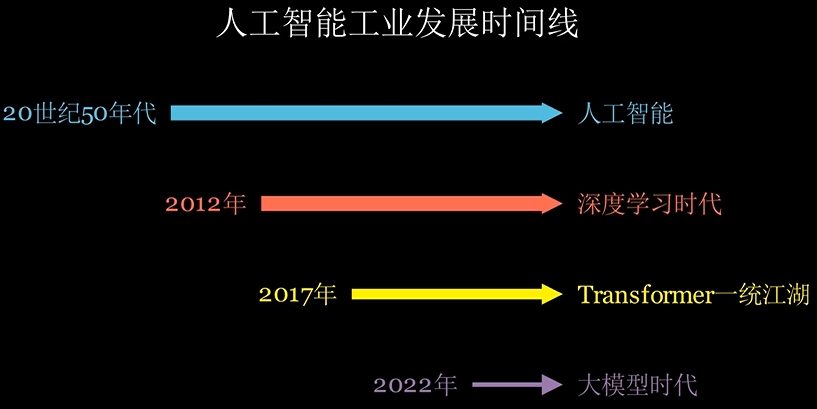 人工智能工业发展时间线
20世纪50年代 人工智能
2012年 深度学习时代
2017年 Transformer一统江湖
2022年 大模型时代